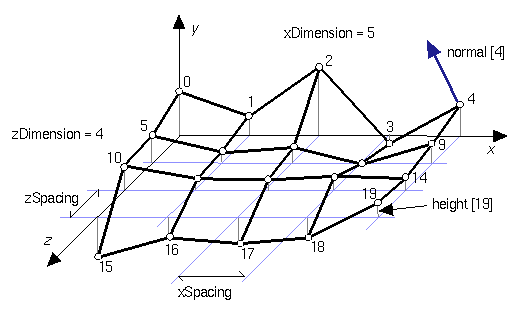 y
xDimension = 5
2
normal [4]
0
1
4
5
3
zDimension = 4
9
x
10
14
zSpacing
19
height [19]
z
15
16
17
18
xSpacing